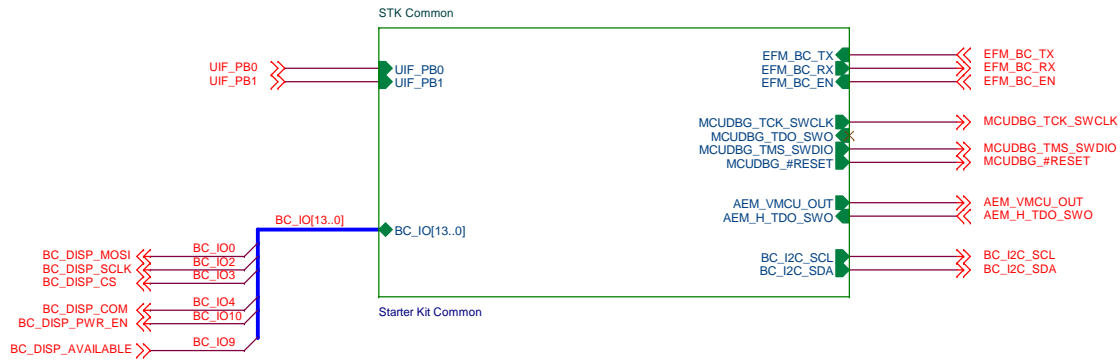 STK Common
UIF_PB0
UIF_PB1
UIF_PB0
UIF_PB1
EFM_BC_TX
EFM_BC_RX
EFM_BC_EN
EFM_BC_TX
EFM_BC_RX
EFM_BC_EN
MCUDBG_TCK_SWCLK
MCUDBG_TDO_SWO
MCUDBG_TMS_SWDIO
MCUDBG_#RESET
MCUDBG_TCK_SWCLK
MCUDBG_TMS_SWDIO
MCUDBG_#RESET
AEM_VMCU_OUT
AEM_H_TDO_SWO
AEM_VMCU_OUT
AEM_H_TDO_SWO
BC_IO[13..0]
BC_IO[13..0]
BC_I2C_SCL
BC_I2C_SDA
BC_I2C_SCL
BC_I2C_SDA
BC_DISP_MOSI
BC_IO0
BC_DISP_SCLK
BC_IO2
BC_DISP_CS
BC_IO3
BC_DISP_COM
BC_IO4
BC_DISP_PWR_EN
BC_IO10
BC_DISP_AVAILABLE
BC_IO9
Starter Kit Common